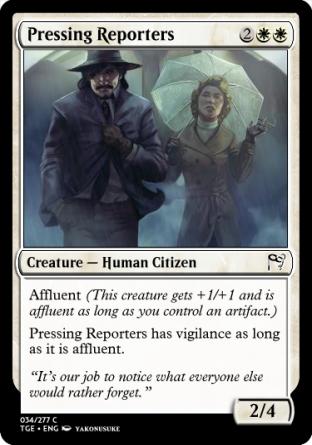 Pressing Reporters 2
Creature — Human Citizen
Affluent (This creature gets +1/+1 and is
affluent as long as you control an artifact.)
Pressing Reporters has vigilance as long
as it is affluent.
“It’s our job to notice what everyone else
would rather forget.”
2/4
034/277 C
TGE • ENG YAKONUSUKE